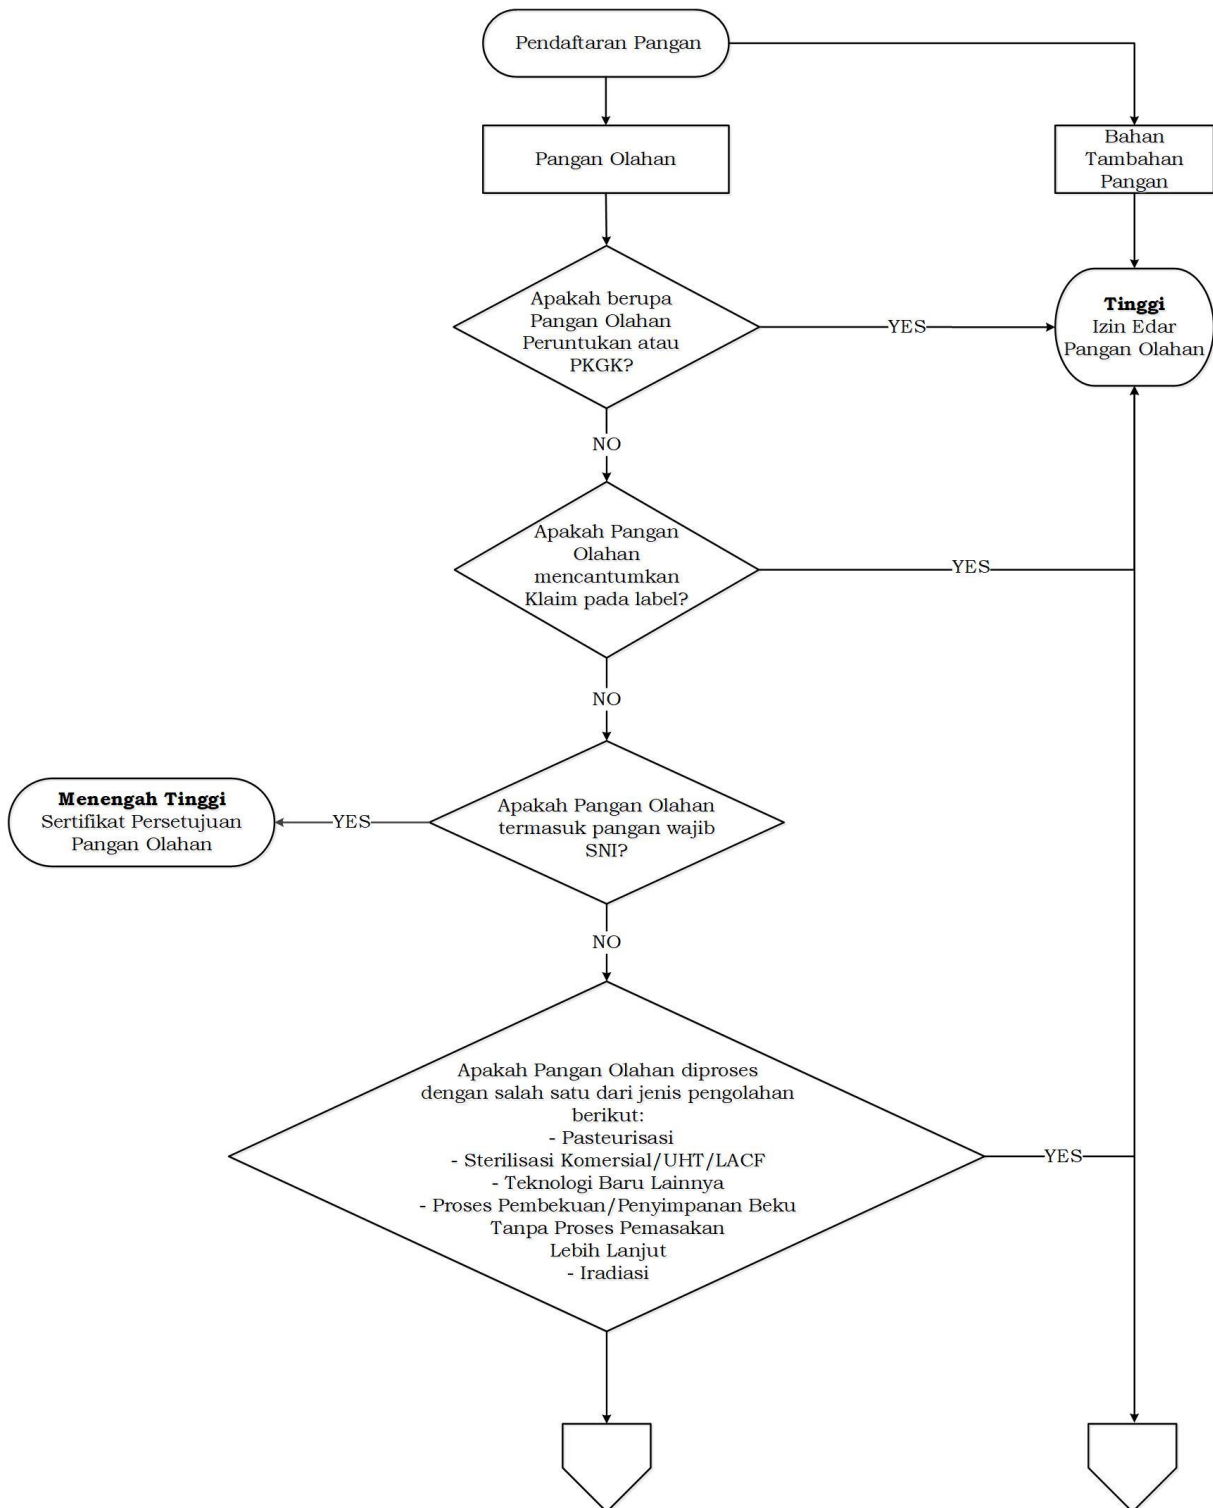 Pendaftaran Pangan
Pangan Olahan
Bahan
Tambahan
Pangan
Apakah berupa
Pangan Olahan
Peruntukan atau
PKGK?
YES
Tinggi
Izin Edar
Pangan Olahan
NO
Apakah Pangan
Olahan
mencantumkan
Klaim pada label?
YES
NO
Menengah Tinggi
Sertifikat Persetujuan
Pangan Olahan
YES
Apakah Pangan Olahan
termasuk pangan wajib
SNI?
NO
Apakah Pangan Olahan diproses
dengan salah satu dari jenis pengolahan
berikut:
- Pasteurisasi
- Sterilisasi Komersial/UHT/LACF
- Teknologi Baru Lainnya
- Proses Pembekuan/Penyimpanan Beku
Tanpa Proses Pemasakan
Lebih Lanjut
- Iradiasi
YES